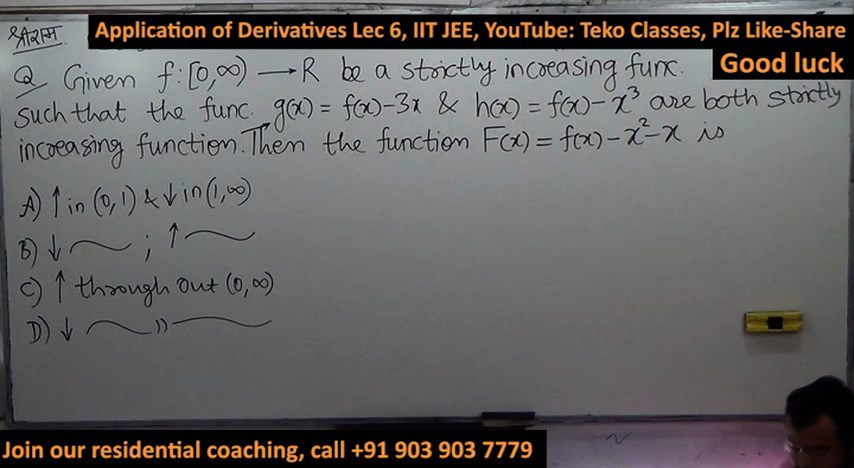 श्रीराम
Application of Derivatives Lec 6, IIT JEE, YouTube: Teko Classes, Plz Like-Share
Good luck
Q Given f:[0,∞) → R be a strictly increasing func.
such that the func. g(x) = f(x)-3x & h(x) = f(x)-x³ are both strictly
increasing function. Then the function F(x) = f(x)-x²-x is
A) ↑ in (0,1) & ↓ in (1,∞)
B) ↓ ; ↑
C) ↑ through out (0,∞)
D) ↓ 〃
Join our residential coaching, call +91 903 903 7779